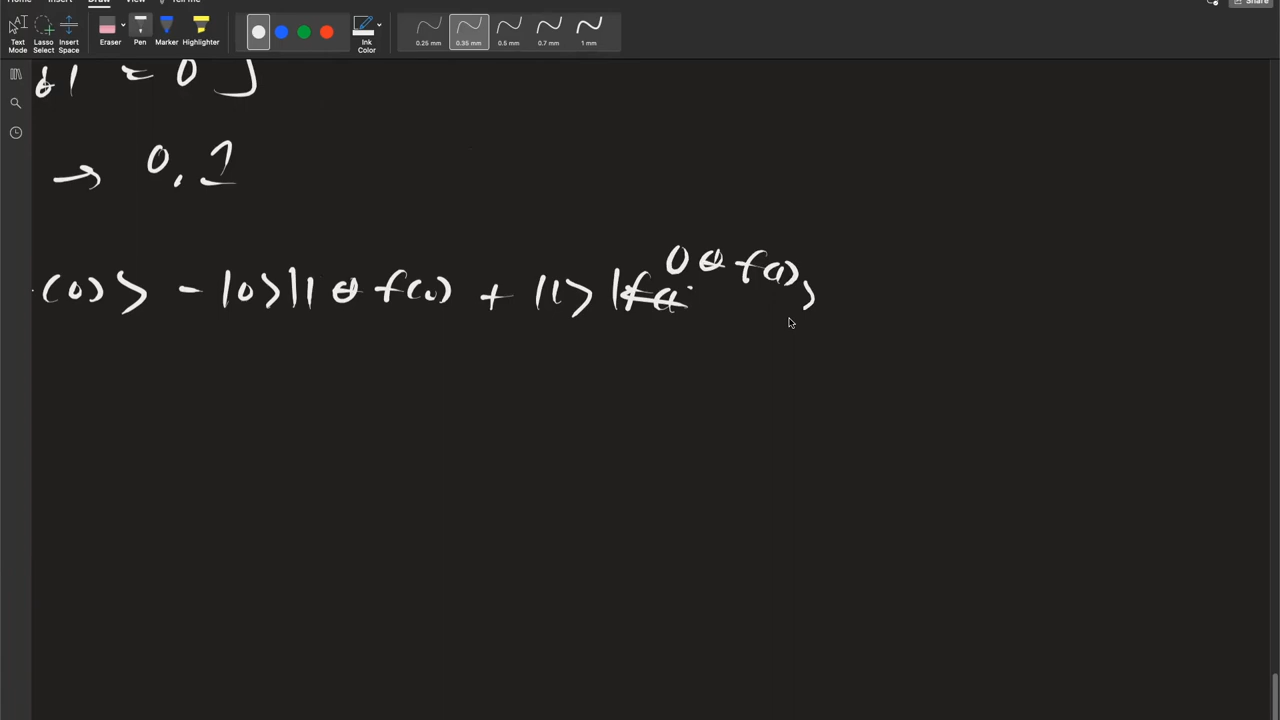 Home Insert Draw View Tell me Share
Text Mode Lasso Select Insert Space Eraser Pen Marker Highlighter Ink Color 0.25 mm 0.35 mm 0.5 mm 0.7 mm 1 mm
⊕ 1 = 0 ]
→ 0, 1
(0)⟩ - |0⟩|1 ⊕ f(0) + |1⟩ | 0 ⊕ f(1)⟩